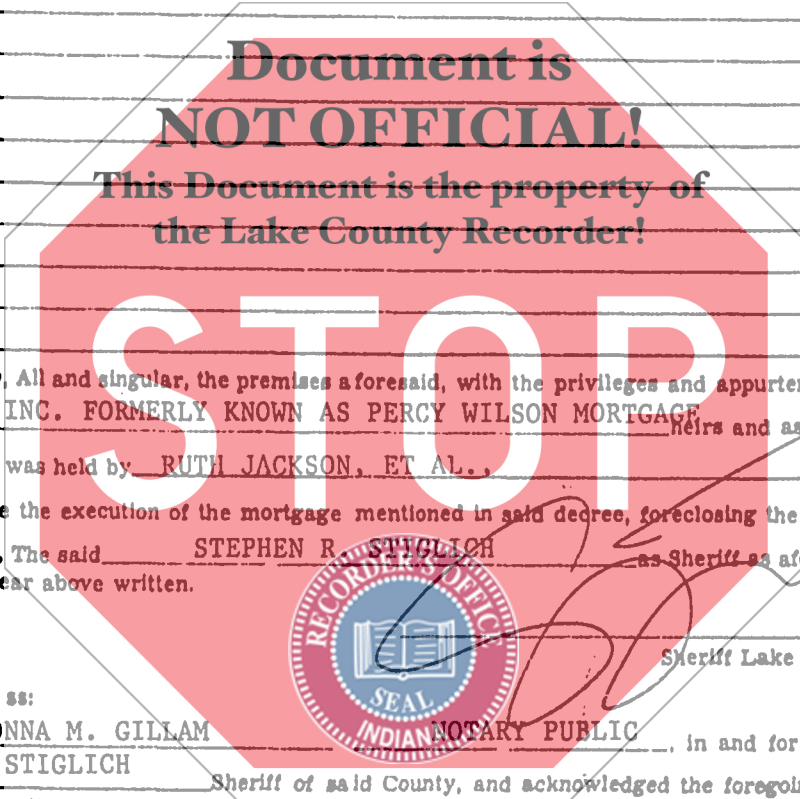 Document is
NOT OFFICIAL!
This Document is the property of
the Lake County Recorder!
STOP
, All and singular, the premises aforesaid, with the privileges and appurten
INC. FORMERLY KNOWN AS PERCY WILSON MORTGAGE
heirs and as
was held by RUTH JACKSON, ET AL.,
e the execution of the mortgage mentioned in said decree, foreclosing the
. The said STEPHEN R. STIGLICH as Sheriff as afo
ear above written.
RECORDER'S OFFICE
SEAL
INDIANA
Sheriff Lake
ss:
NNA M. GILLAM NOTARY PUBLIC , in and for
STIGLICH
Sheriff of said County, and acknowledged the foregoi